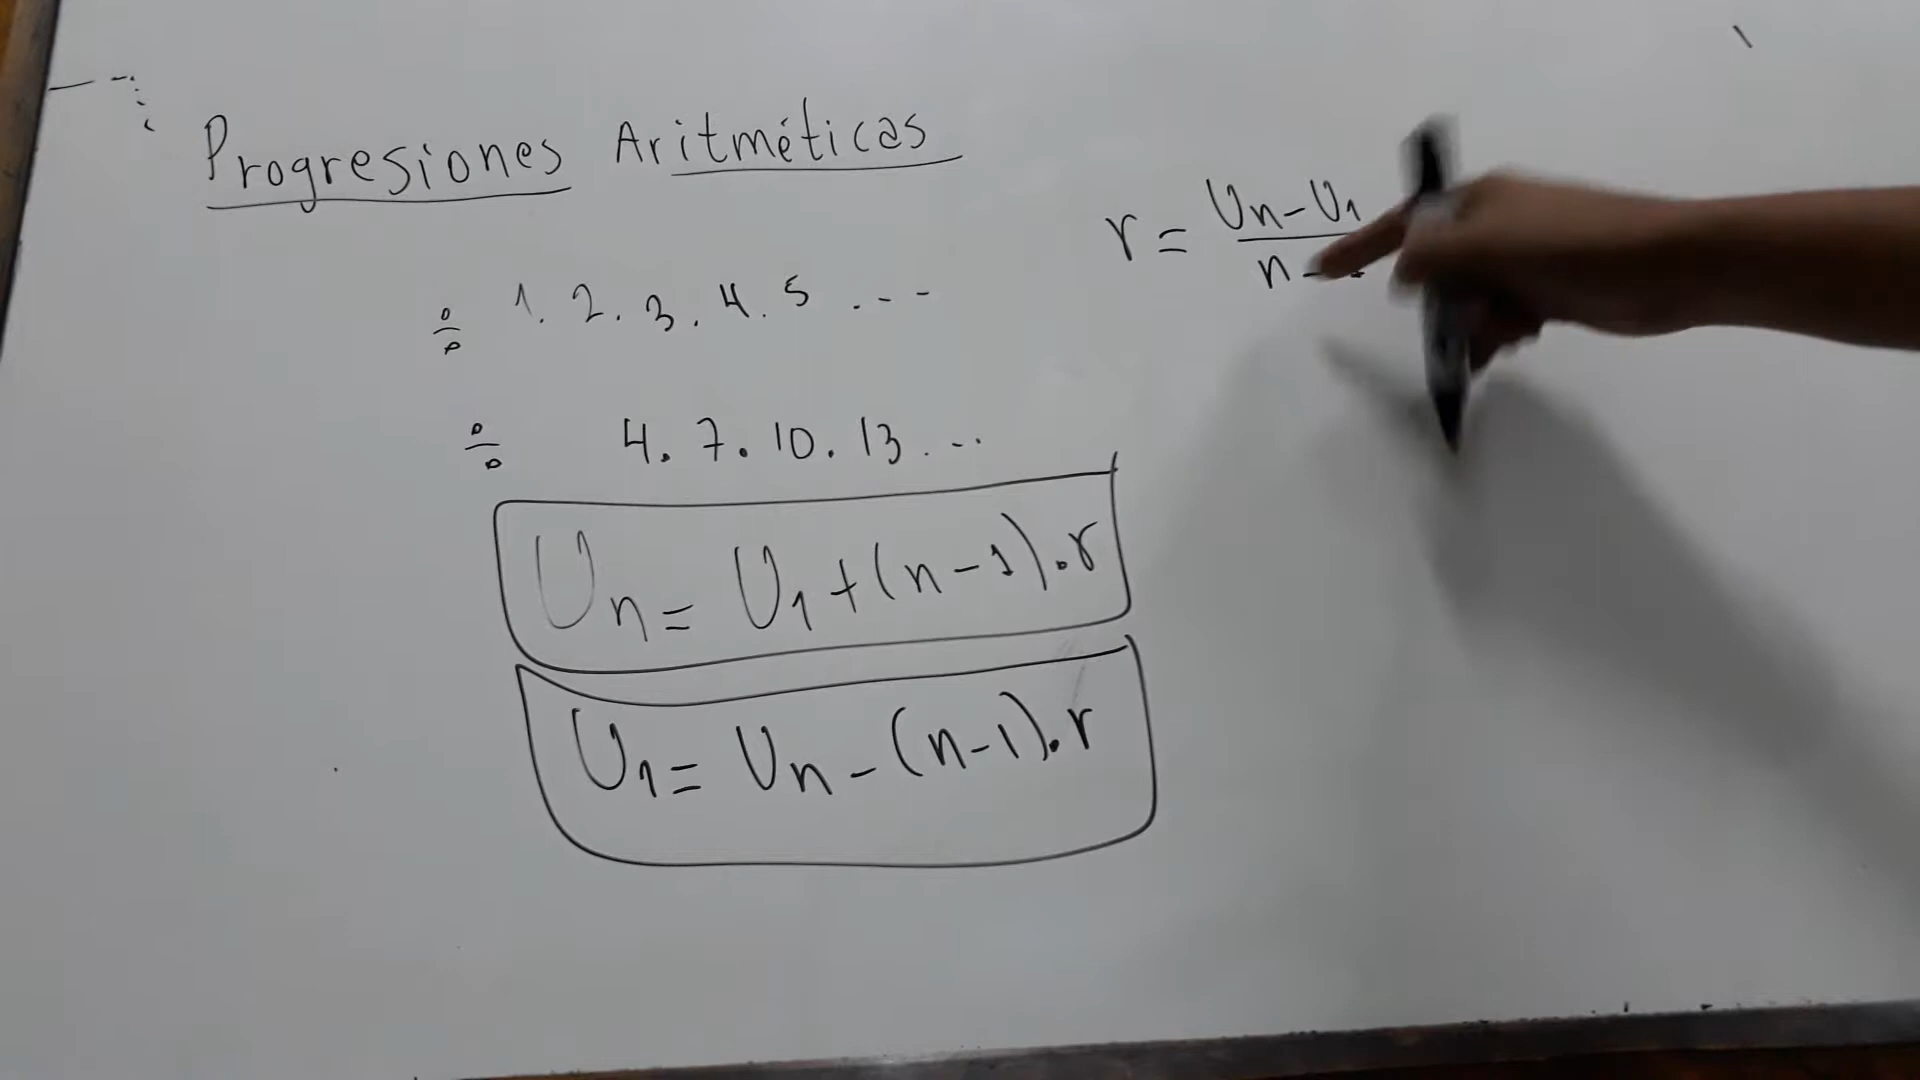 Progresiones Aritméticas
÷ 1. 2. 3. 4. 5 ...
÷ 4. 7. 10. 13. ...
Un = U1 + (n-1).r
U1 = Un - (n-1).r
r = Un - U1
n -